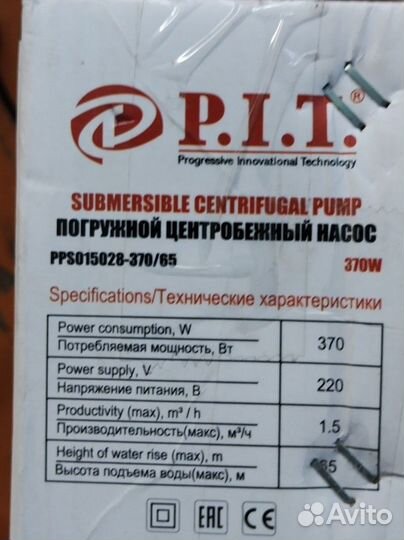 P.I.T.®
Progressive Innovational Technology
SUBMERSIBLE CENTRIFUGAL PUMP
ПОГРУЖНОЙ ЦЕНТРОБЕЖНЫЙ НАСОС
PPS015028-370/65 370W
Specifications/Технические характеристики
Power consumption, W
Потребляемая мощность, Вт 370
Power supply, V
Напряжение питания, В 220
Productivity (max), m³ / h
Производительность(макс), м³/ч 1.5
Height of water rise (max), m
Высота подъема воды(макс), м
EAC CE
Avito